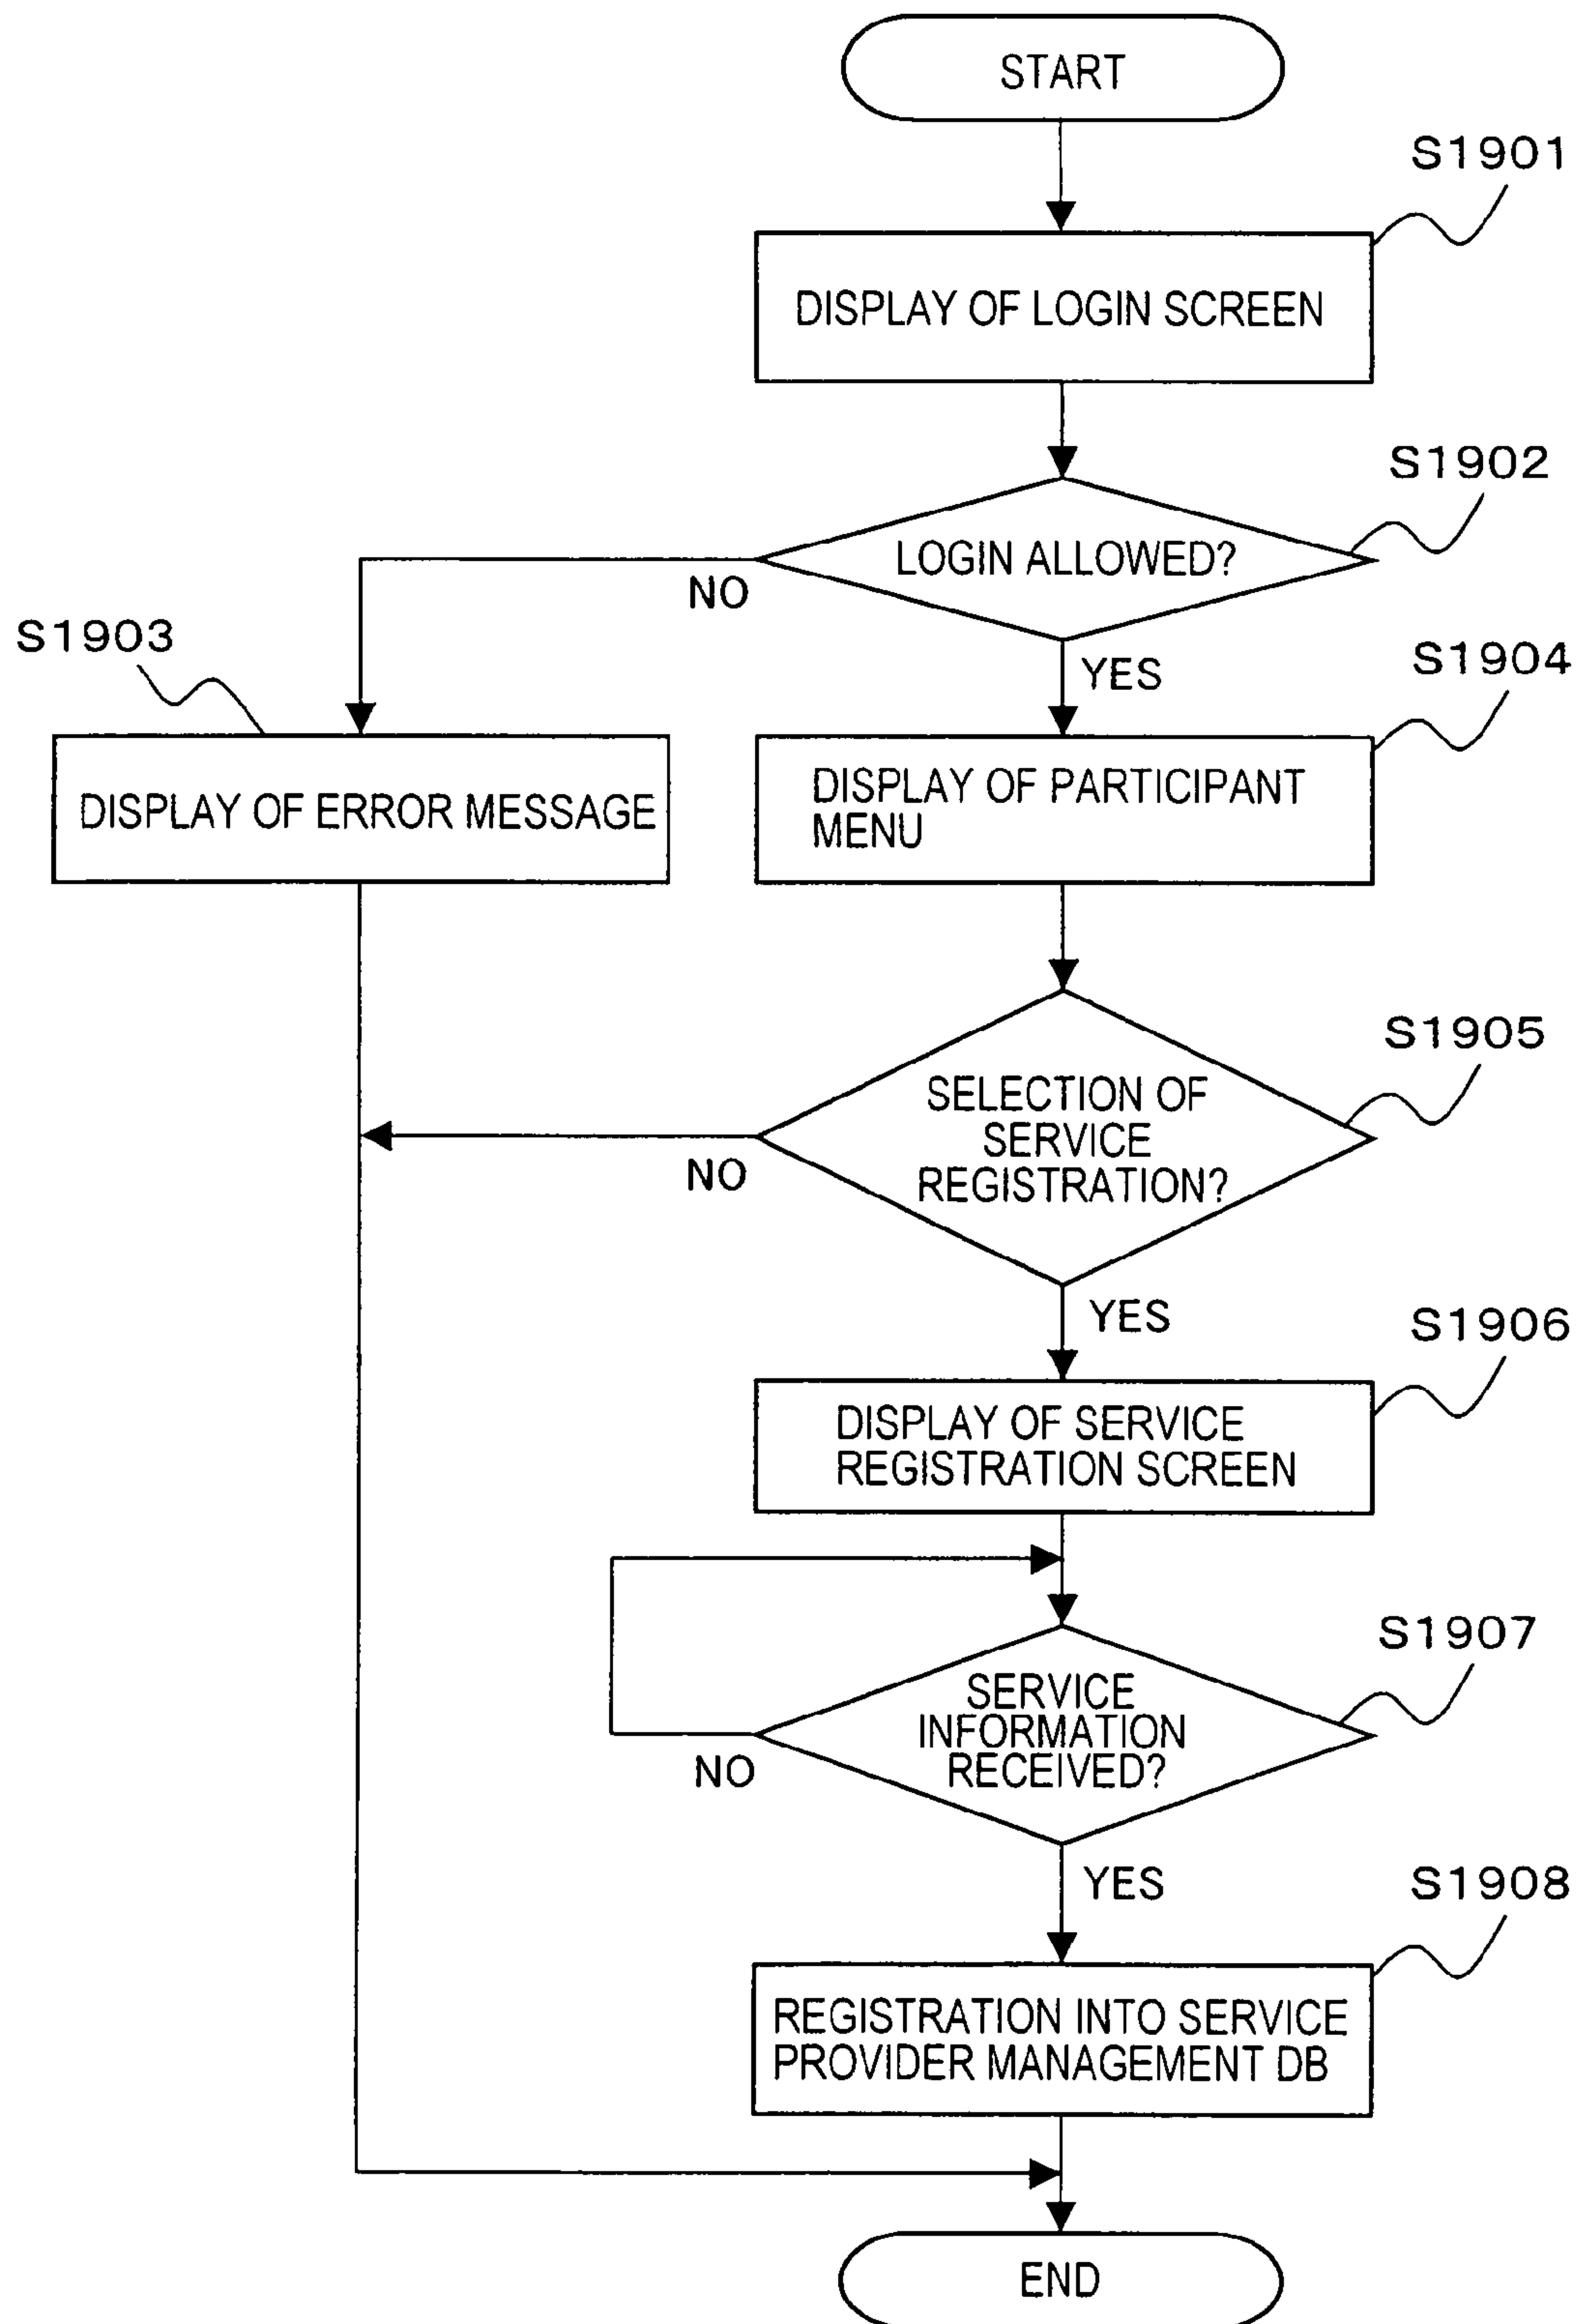 START
S1901
DISPLAY OF LOGIN SCREEN
S1902
LOGIN ALLOWED?
NO
S1903
YES
S1904
DISPLAY OF ERROR MESSAGE
DISPLAY OF PARTICIPANT
MENU
S1905
SELECTION OF
SERVICE
REGISTRATION?
NO
YES
S1906
DISPLAY OF SERVICE
REGISTRATION SCREEN
S1907
SERVICE
INFORMATION
RECEIVED?
NO
YES
S1908
REGISTRATION INTO SERVICE
PROVIDER MANAGEMENT DB
END